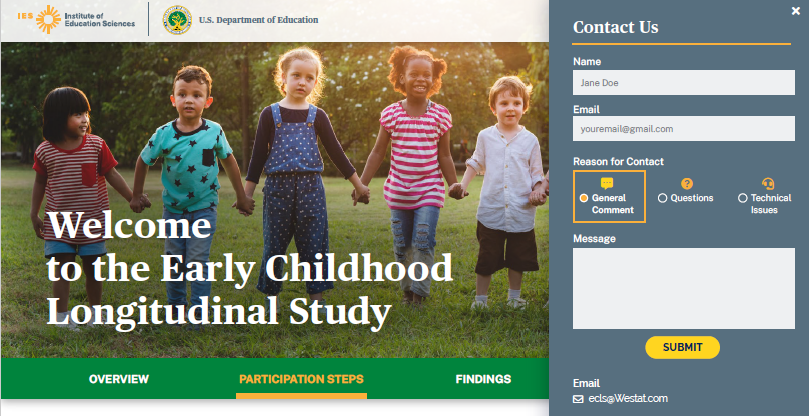 IES Institute of
Education Sciences
U.S. Department of Education
Welcome
to the Early Childhood
Longitudinal Study
OVERVIEW
PARTICIPATION STEPS
FINDINGS
×
Contact Us
Name
Jane Doe
Email
youremail@gmail.com
Reason for Contact
General
Comment
?
Questions
Technical
Issues
Message
SUBMIT
Email
ecls@Westat.com